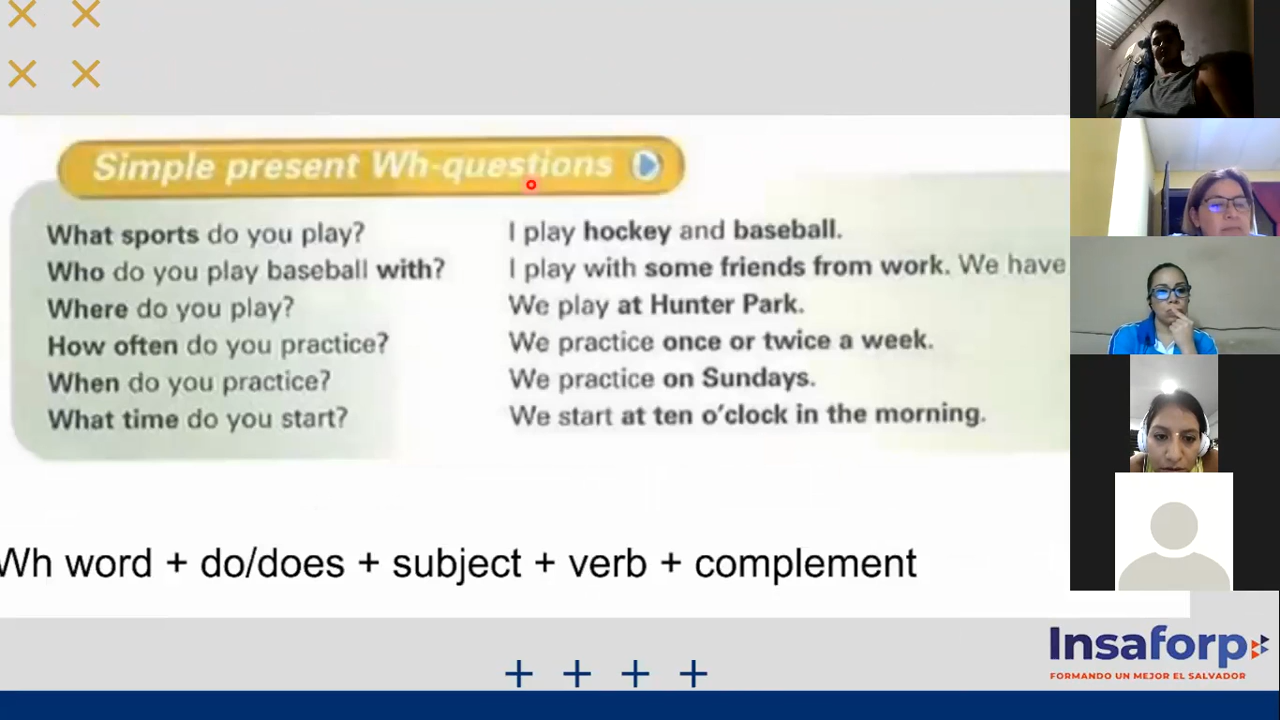 Simple present Wh-questions
What sports do you play? I play hockey and baseball.
Who do you play baseball with? I play with some friends from work. We have
Where do you play? We play at Hunter Park.
How often do you practice? We practice once or twice a week.
When do you practice? We practice on Sundays.
What time do you start? We start at ten o'clock in the morning.
Wh word + do/does + subject + verb + complement
Insaforp
FORMANDO UN MEJOR EL SALVADOR